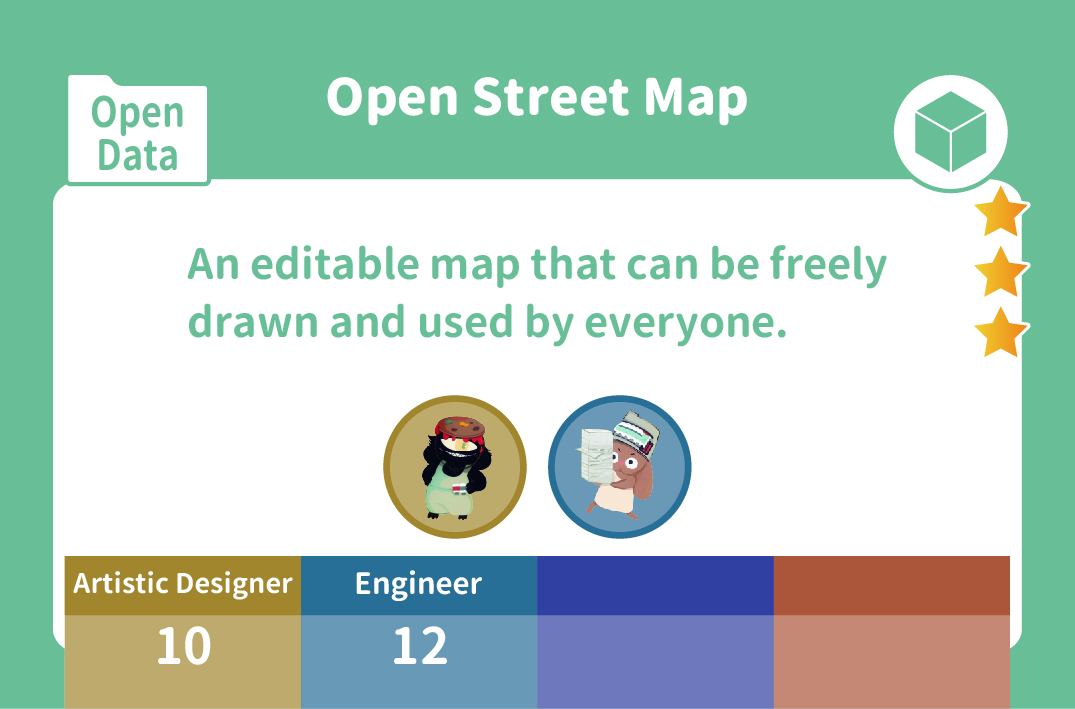 Open Street Map
Open
Data
An editable map that can be freely
drawn and used by everyone.
Artistic Designer
Engineer
10
12